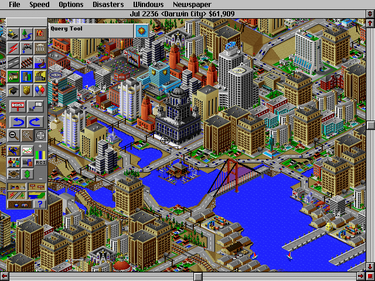 File Speed Options Disasters Windows Newspaper
Jul 2236 <Darwin City> $61,909
Query Tool